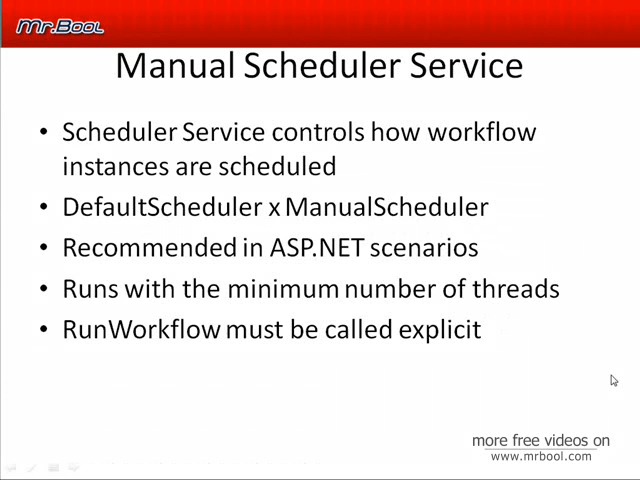 Mr.Bool
Manual Scheduler Service
• Scheduler Service controls how workflow
instances are scheduled
• DefaultScheduler x ManualScheduler
• Recommended in ASP.NET scenarios
• Runs with the minimum number of threads
• RunWorkflow must be called explicit
more free videos on
www.mrbool.com